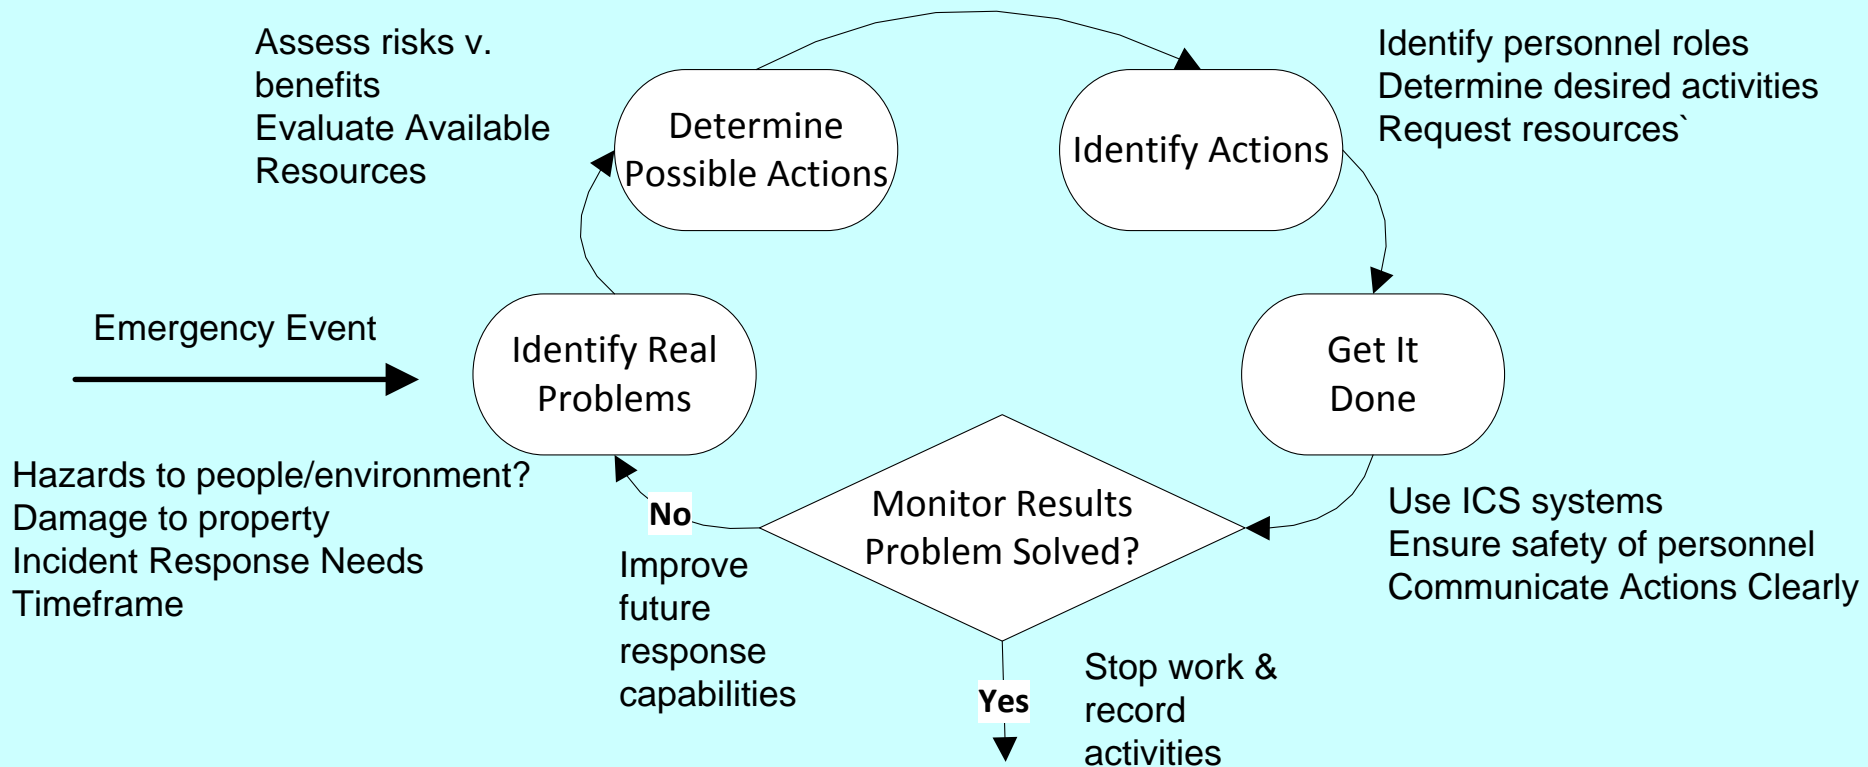 Assess risks v.
benefits
Evaluate Available
Resources
Determine
Possible Actions
Identify Actions
Identify personnel roles
Determine desired activities
Request resources`
Emergency Event
Identify Real
Problems
Get It
Done
Hazards to people/environment?
Damage to property
Incident Response Needs
Timeframe
No
Improve
future
response
capabilities
Monitor Results
Problem Solved?
Use ICS systems
Ensure safety of personnel
Communicate Actions Clearly
Yes
Stop work &
record
activities